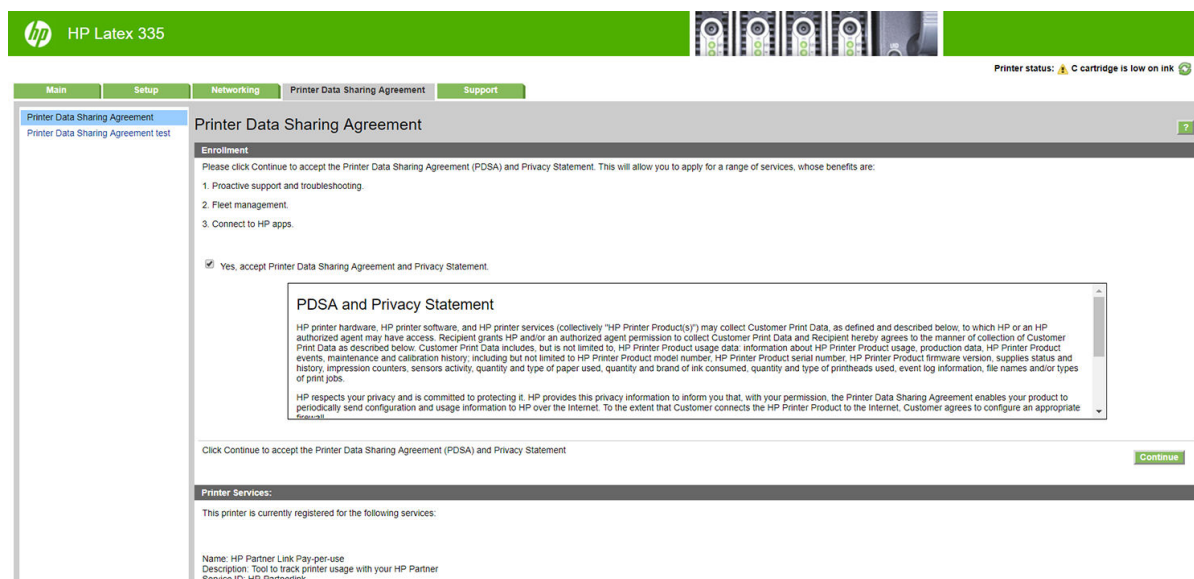 hp HP Latex 335
Printer status: C cartridge is low on ink
Main Setup Networking Printer Data Sharing Agreement Support
Printer Data Sharing Agreement
Printer Data Sharing Agreement test
Printer Data Sharing Agreement
?
Enrollment
Please click Continue to accept the Printer Data Sharing Agreement (PDSA) and Privacy Statement. This will allow you to apply for a range of services, whose benefits are:
1. Proactive support and troubleshooting.
2. Fleet management.
3. Connect to HP apps.
Yes, accept Printer Data Sharing Agreement and Privacy Statement.
PDSA and Privacy Statement
HP printer hardware, HP printer software, and HP printer services (collectively "HP Printer Product(s)") may collect Customer Print Data, as defined and described below, to which HP or an HP
authorized agent may have access. Recipient grants HP and/or an authorized agent permission to collect Customer Print Data and Recipient hereby agrees to the manner of collection of Customer
Print Data as described below. Customer Print Data includes, but is not limited to, HP Printer Product usage data: information about HP Printer Product usage, production data, HP Printer Product
events, maintenance and calibration history; including but not limited to HP Printer Product model number, HP Printer Product serial number, HP Printer Product firmware version, supplies status and
history, impression counters, sensors activity, quantity and type of paper used, quantity and brand of ink consumed, quantity and type of printheads used, event log information, file names and/or types
of print jobs.
HP respects your privacy and is committed to protecting it. HP provides this privacy information to inform you that, with your permission, the Printer Data Sharing Agreement enables your product to
periodically send configuration and usage information to HP over the Internet. To the extent that Customer connects the HP Printer Product to the Internet, Customer agrees to configure an appropriate
firewall
Click Continue to accept the Printer Data Sharing Agreement (PDSA) and Privacy Statement
Continue
Printer Services:
This printer is currently registered for the following services:
Name: HP Partner Link Pay-per-use
Description: Tool to track printer usage with your HP Partner
Service ID: HP Partnerlink